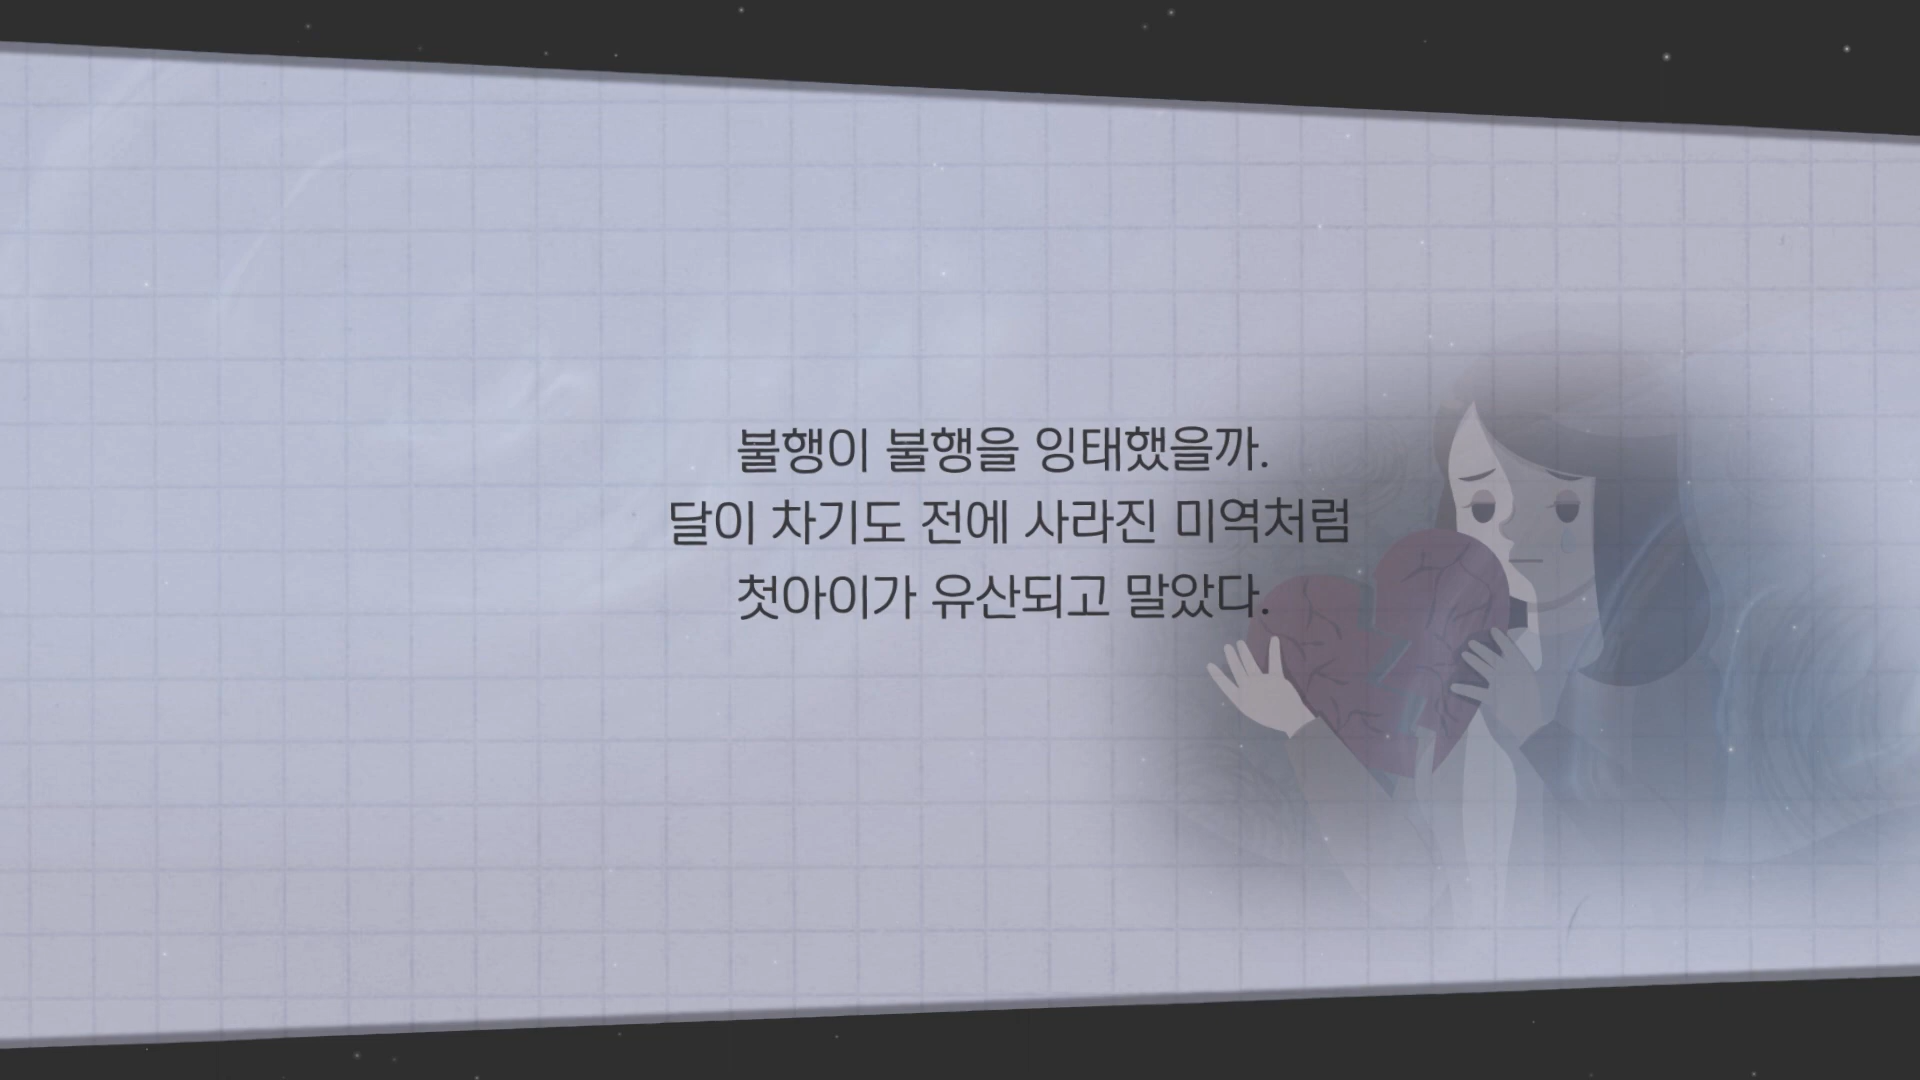 불행이 불행을 잉태했을까.
달이 차기도 전에 사라진 미역처럼
첫아이가 유산되고 말았다.